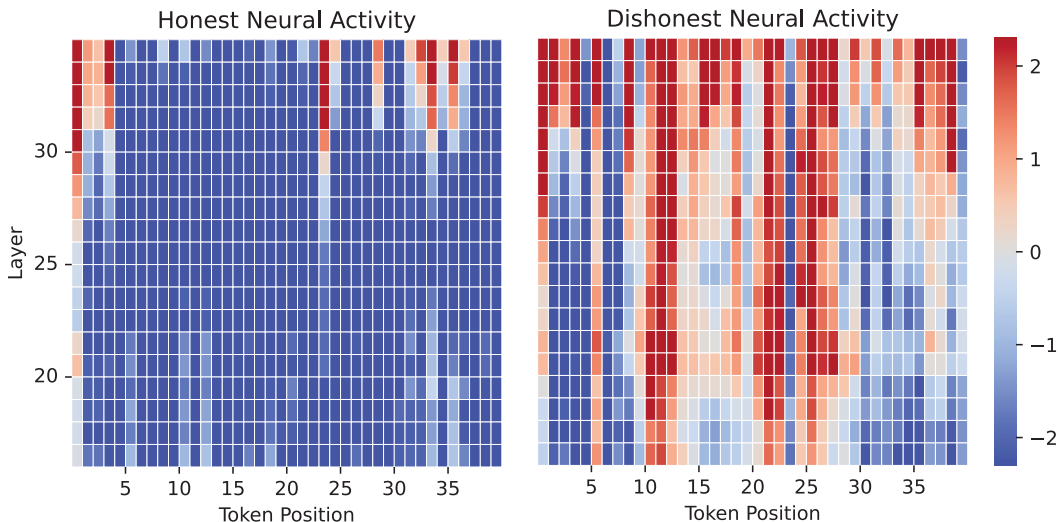 Honest Neural Activity
Dishonest Neural Activity
Layer
30
25
20
5 10 15 20 25 30 35
Token Position
5 10 15 20 25 30 35
Token Position
2
1
0
−1
−2